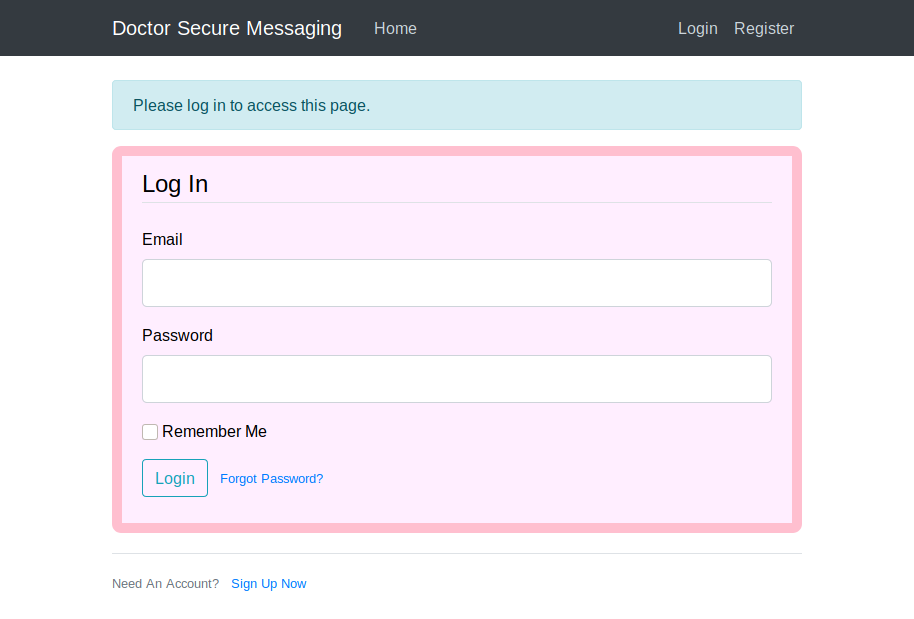 Doctor Secure Messaging Home Login Register
Please log in to access this page.
Log In
Email
Password
Remember Me
Login Forgot Password?
Need An Account? Sign Up Now